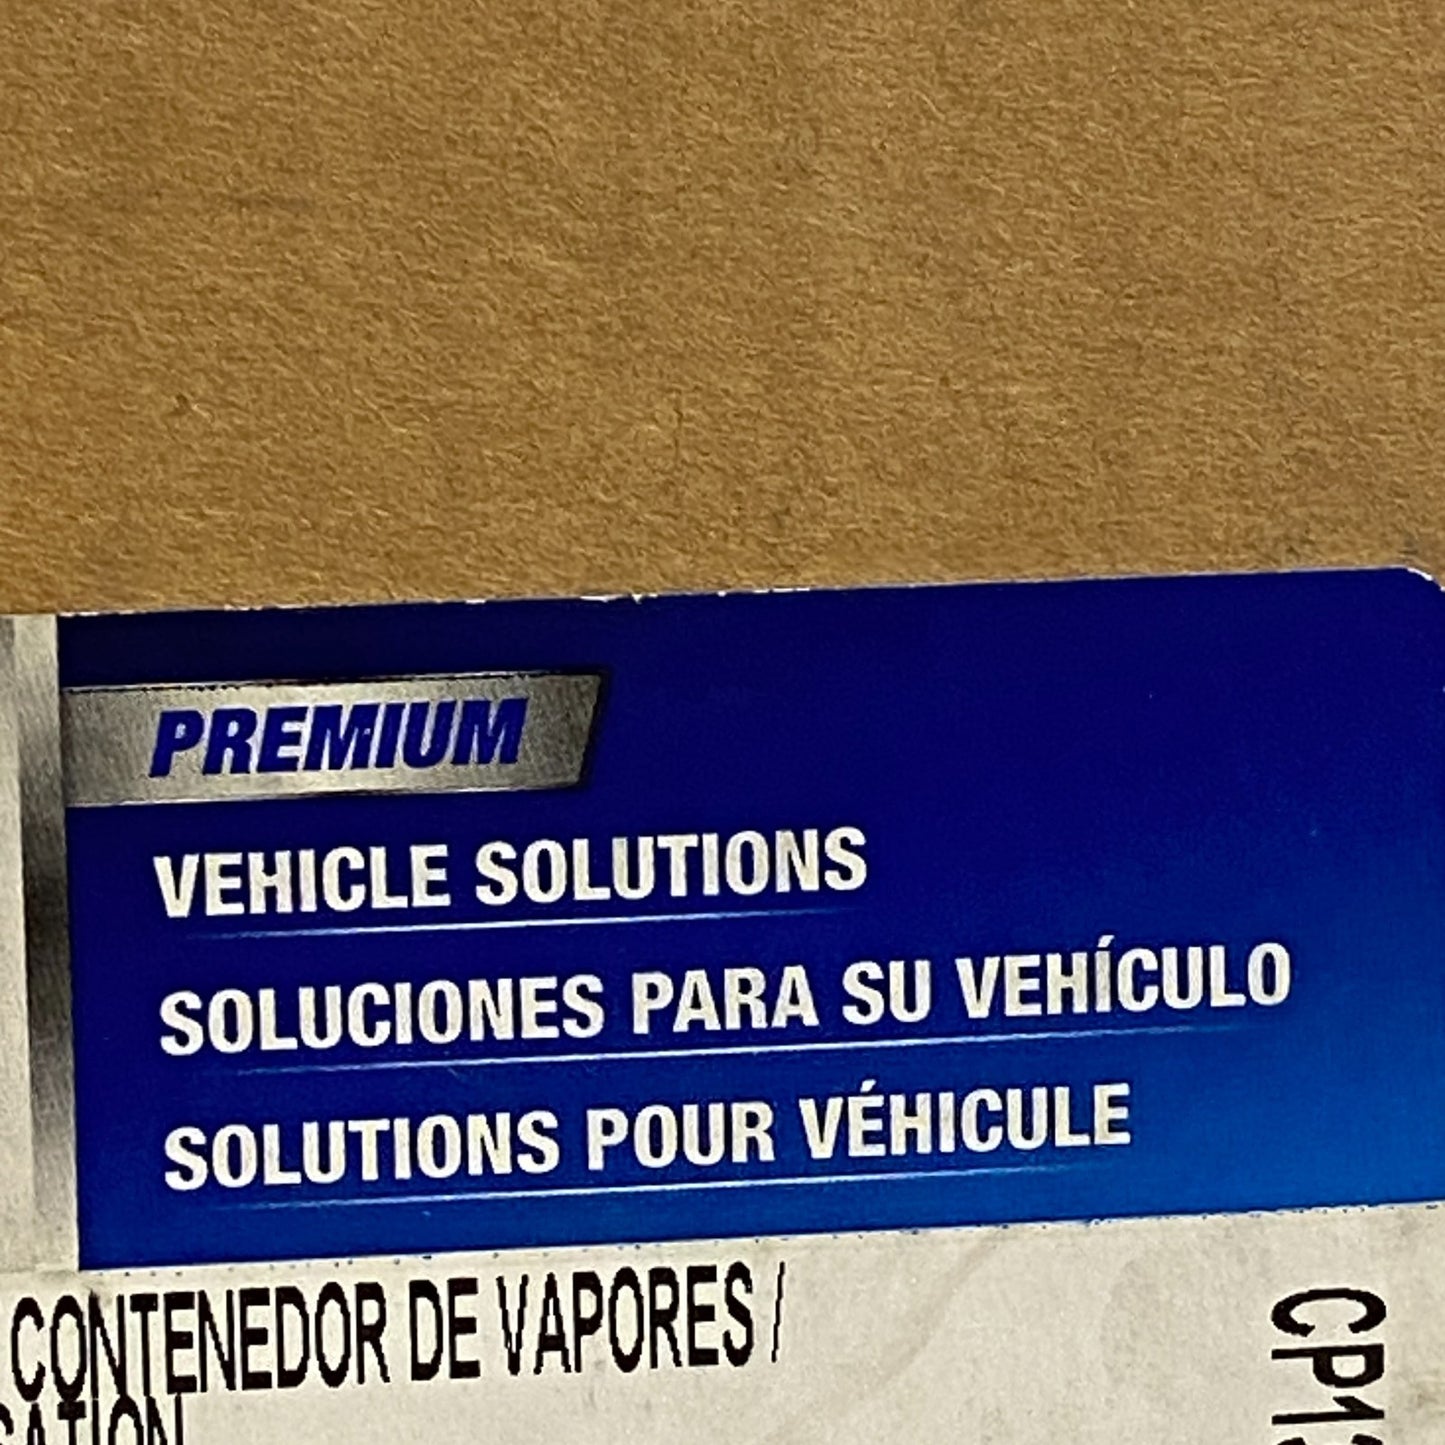 PREMIUM
VEHICLE SOLUTIONS
SOLUCIONES PARA SU VEHÍCULO
SOLUTIONS POUR VÉHICULE
CONTENEDOR DE VAPORES /